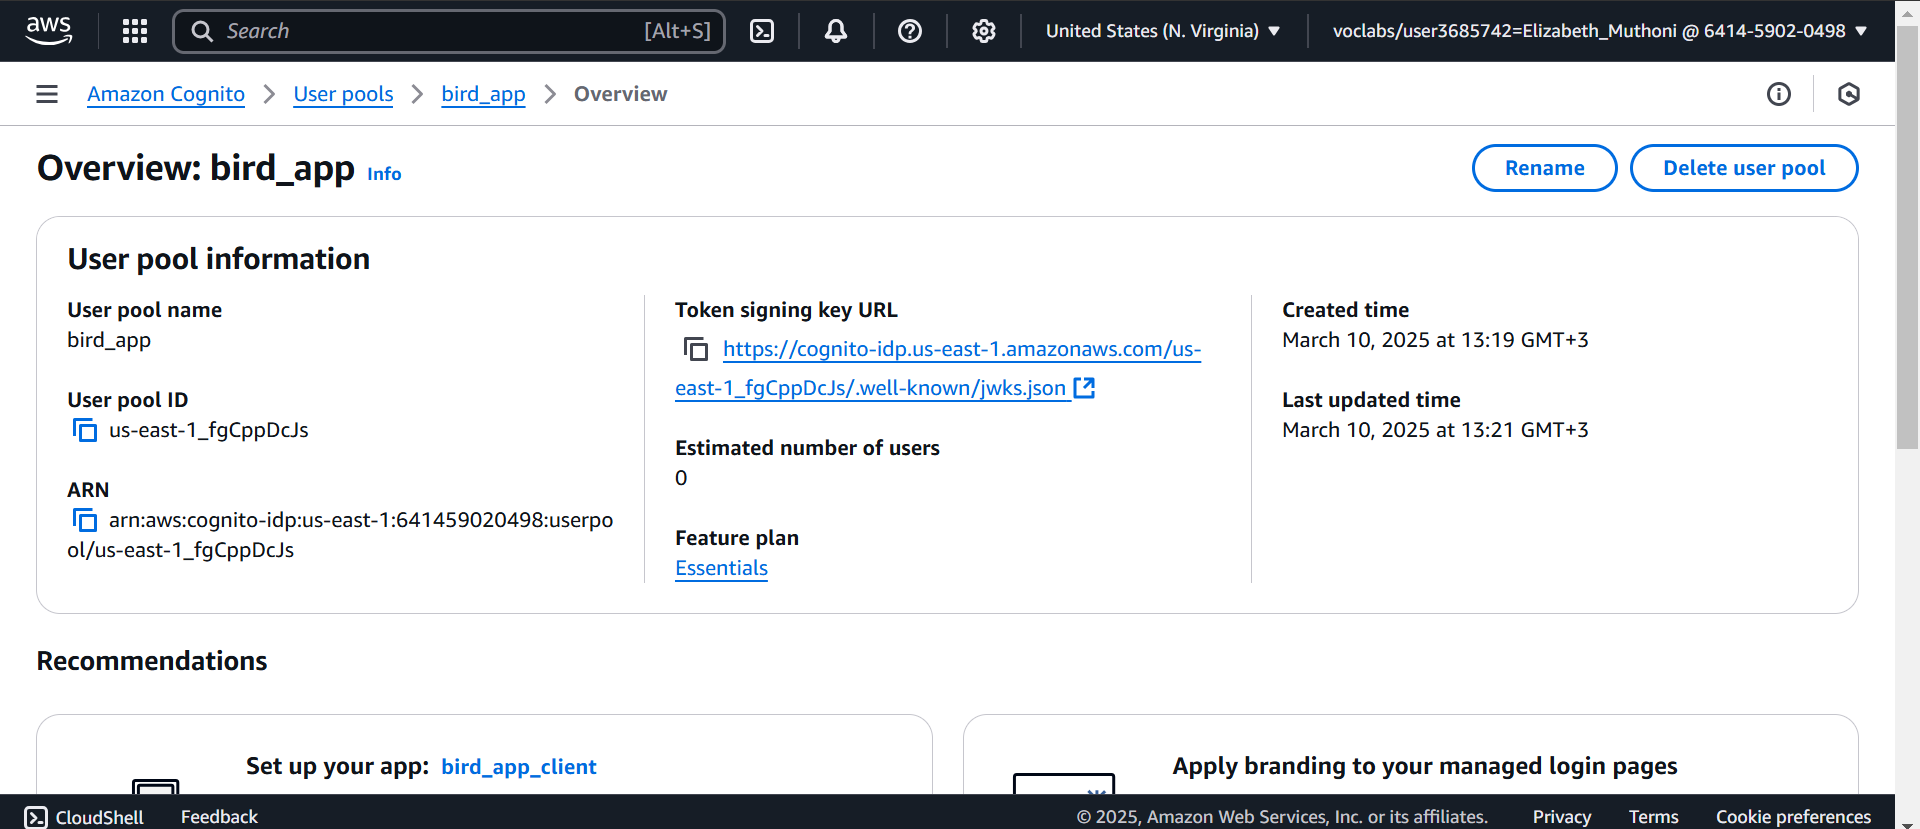 aws
Search [Alt+S]
United States (N. Virginia)
voclabs/user3685742=Elizabeth_Muthoni @ 6414-5902-0498
Amazon Cognito
User pools
bird_app
Overview
Overview: bird_app Info
Rename
Delete user pool
User pool information
User pool name
bird_app
User pool ID
us-east-1_fgCppDcJs
ARN
arn:aws:cognito-idp:us-east-1:641459020498:userpo
ol/us-east-1_fgCppDcJs
Token signing key URL
https://cognito-idp.us-east-1.amazonaws.com/us-
east-1_fgCppDcJs/.well-known/jwks.json
Estimated number of users
0
Feature plan
Essentials
Created time
March 10, 2025 at 13:19 GMT+3
Last updated time
March 10, 2025 at 13:21 GMT+3
Recommendations
Set up your app: bird_app_client
Apply branding to your managed login pages
CloudShell
Feedback
© 2025, Amazon Web Services, Inc. or its affiliates.
Privacy
Terms
Cookie preferences